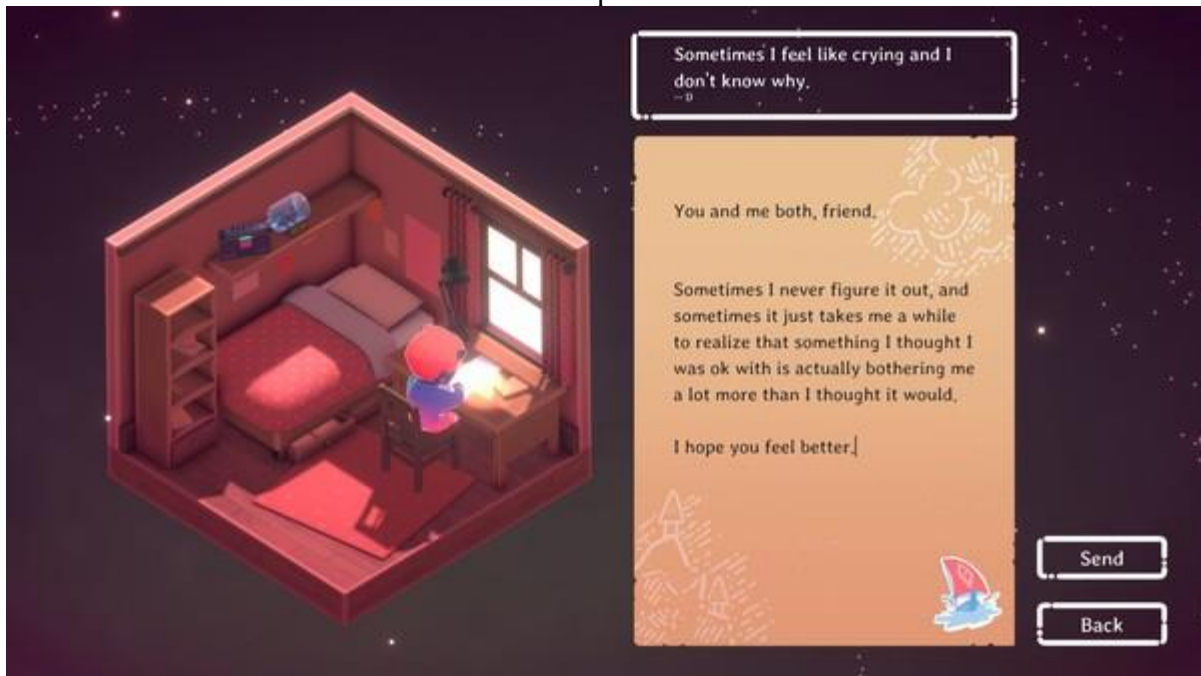 Sometimes I feel like crying and I
don't know why.
– D
You and me both, friend.
Sometimes I never figure it out, and
sometimes it just takes me a while
to realize that something I thought I
was ok with is actually bothering me
a lot more than I thought it would.
I hope you feel better.
Send
Back